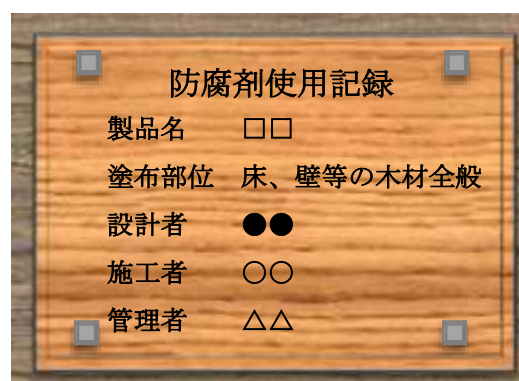 防腐剤使用記録
製品名 □□
塗布部位 床、壁等の木材全般
設計者 ●●
施工者 ○○
管理者 △△